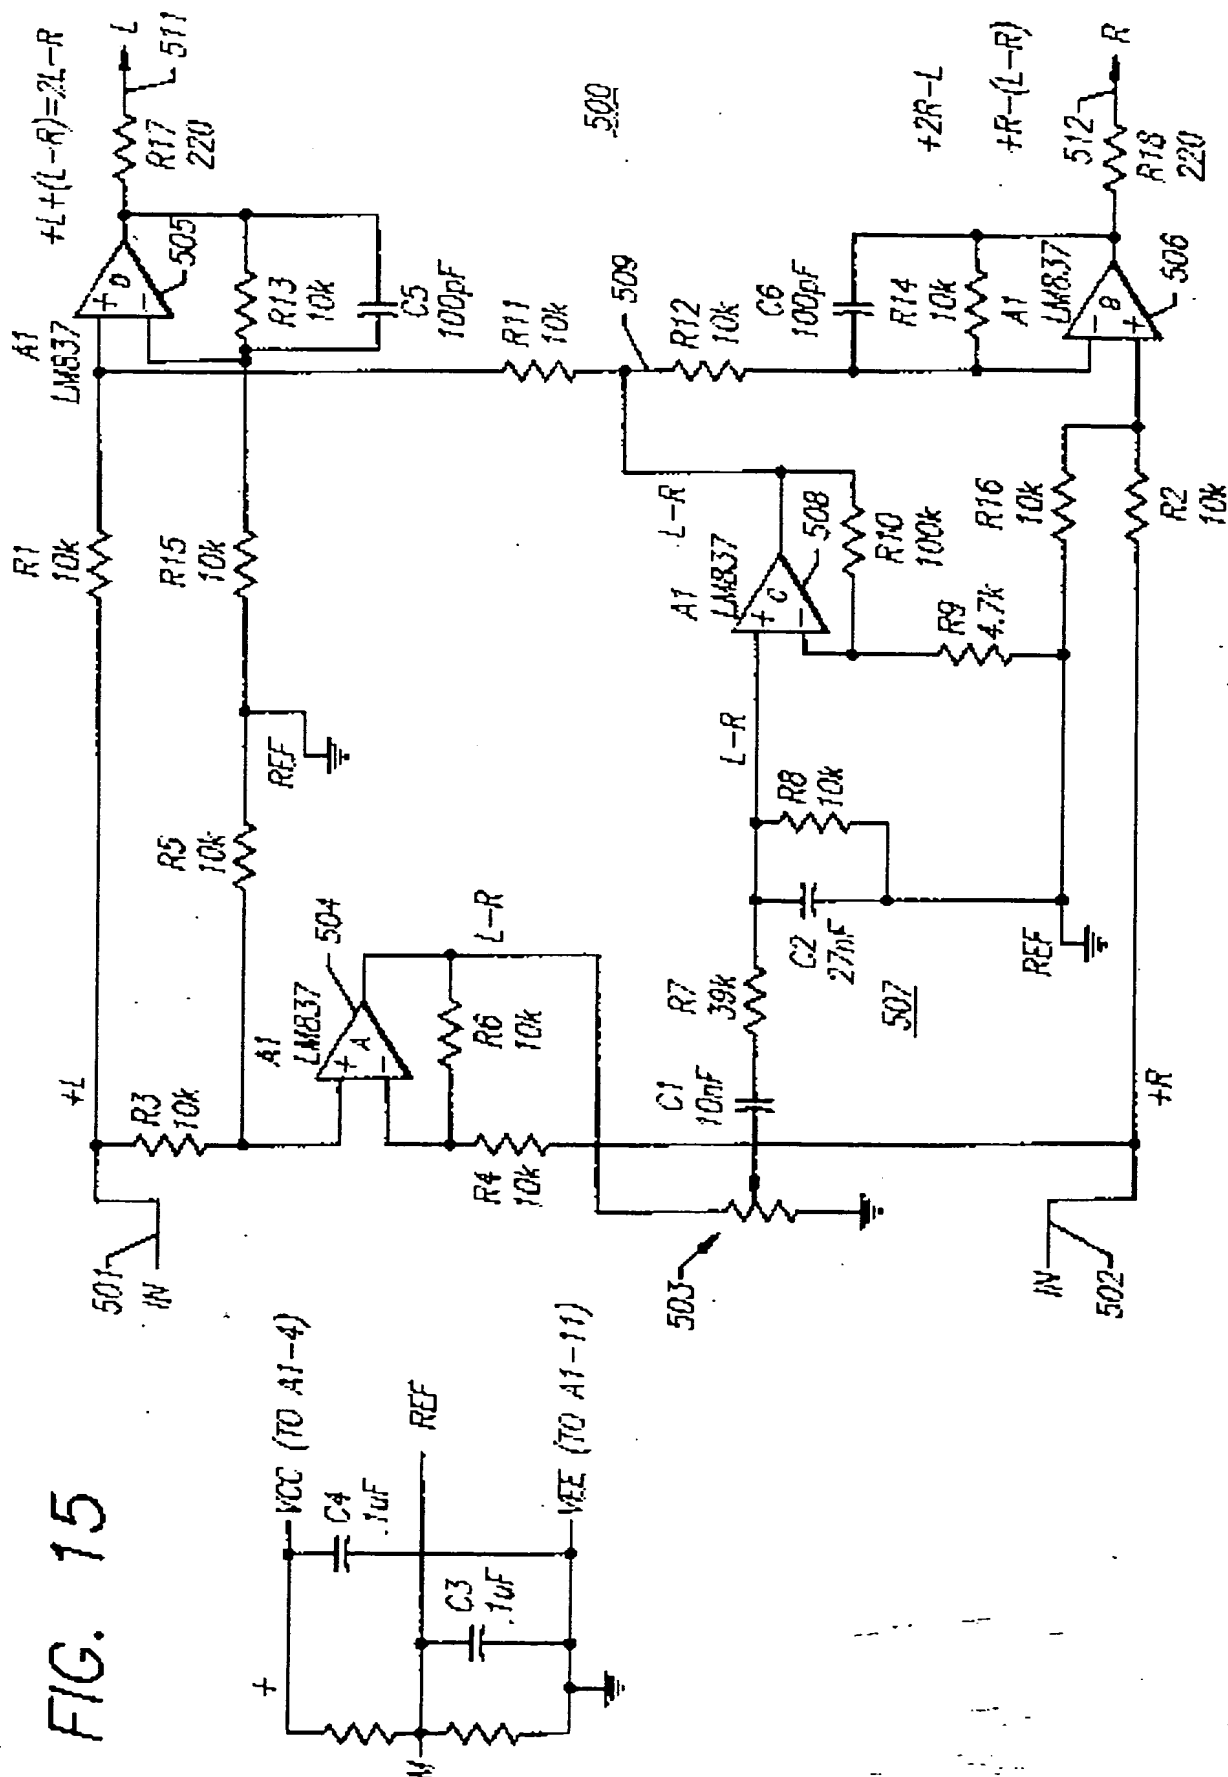 FIG. 15
VCC (TO A1-4)
C4
.1uF
REF
C3
.1uF
VEE (TO A1-11)
+
501
IN
+L
R3
10k
R1
10k
A1
LM837
+
-
D
505
+L+(L-R)=2L-R
R17
220
L
511
R5
10k
REF
R15
10k
R13
10k
C5
100pF
A1
LM837
+
-
A
504
L-R
R6
10k
R4
10k
R11
10k
509
R12
10k
500
503
C1
10nF
R7
39k
C2
27nF
507
R8
10k
L-R
A1
LM837
+
-
C
508
L-R
R10
100k
R9
4.7k
C6
100pF
R14
10k
A1
LM837
-
+
B
506
+2R-L
+R-(L-R)
512
R
R18
220
REF
R16
10k
R2
10k
IN
502
+R